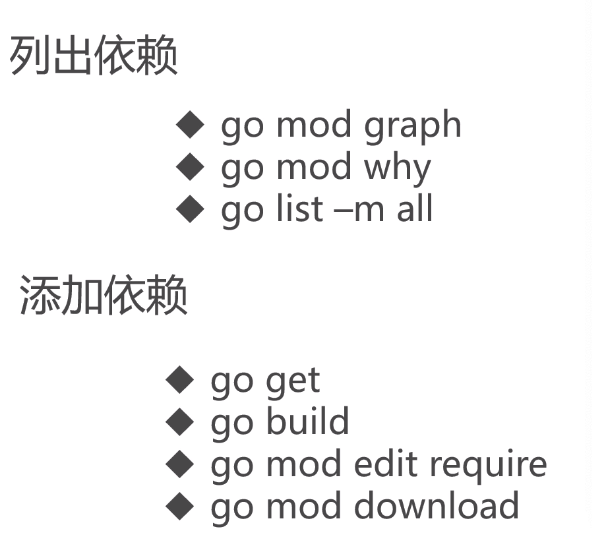 列出依赖
◆ go mod graph
◆ go mod why
◆ go list –m all
添加依赖
◆ go get
◆ go build
◆ go mod edit require
◆ go mod download